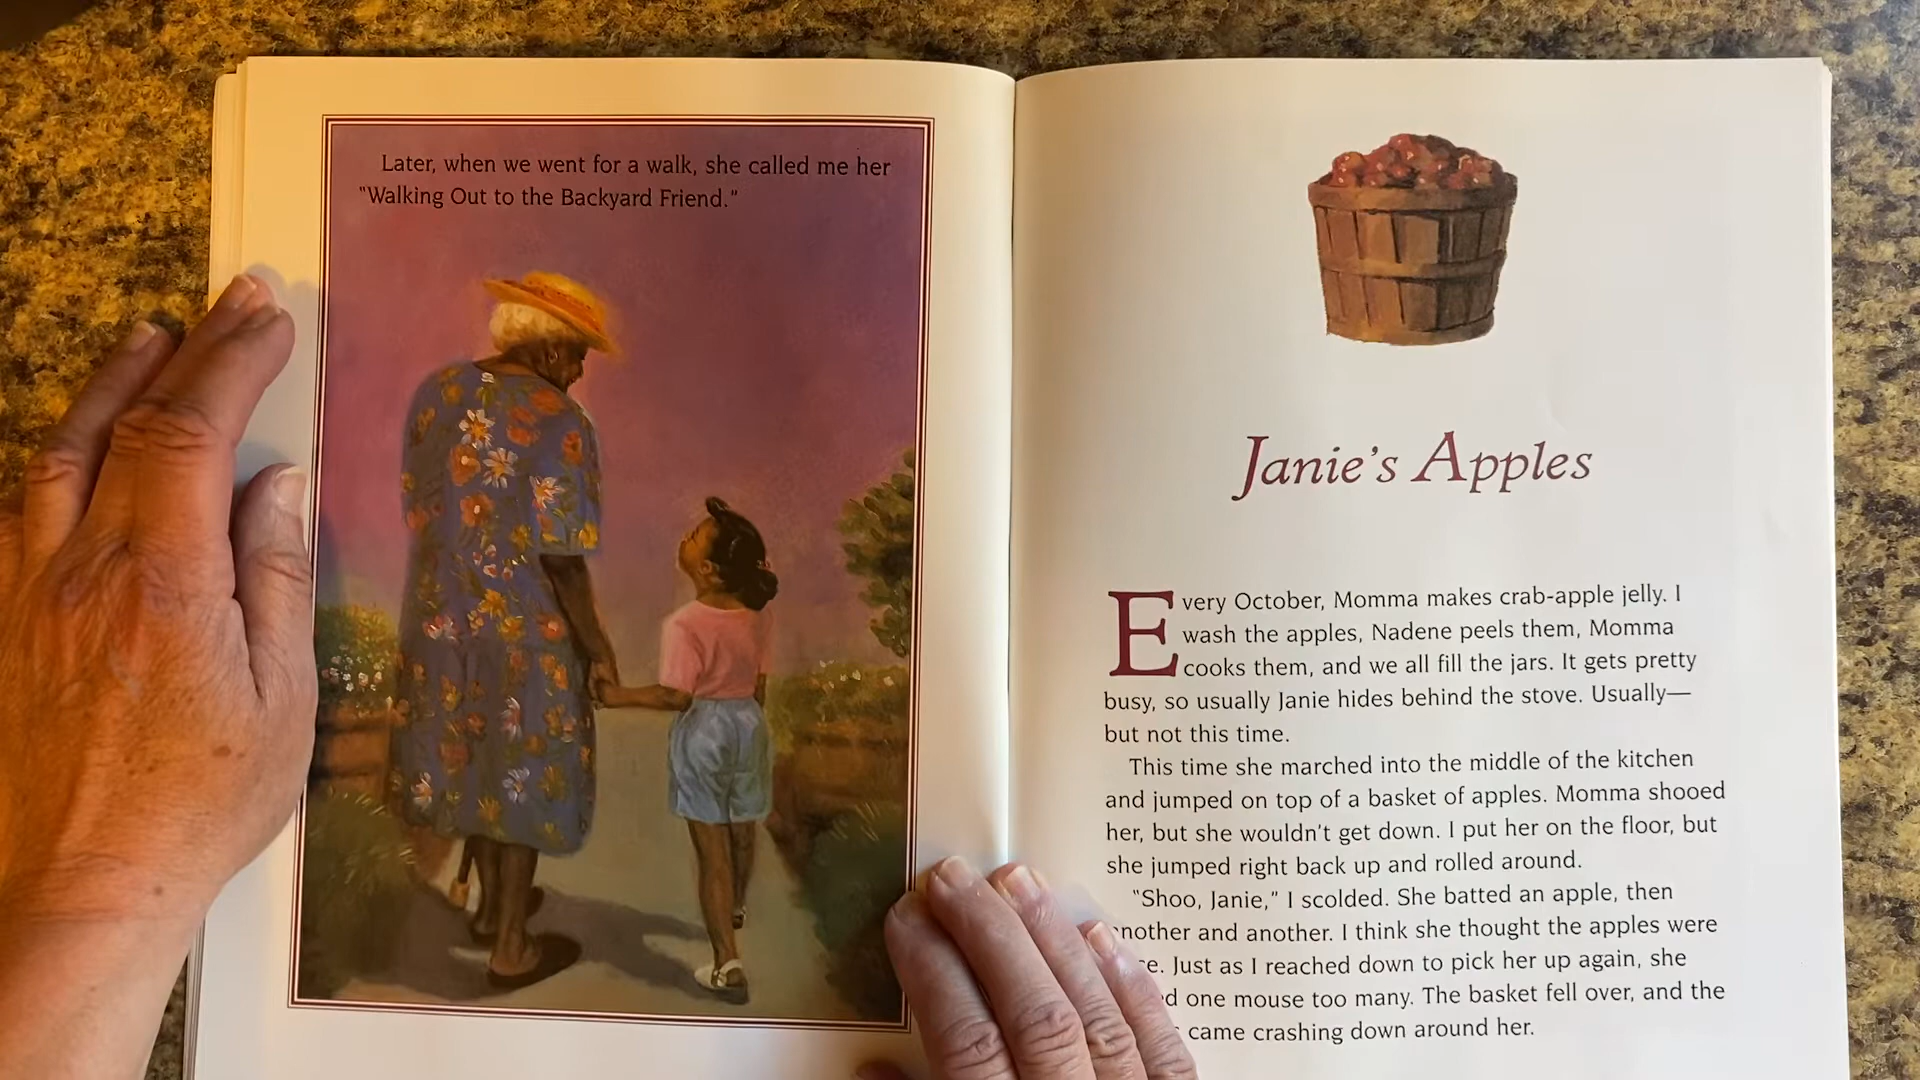 Later, when we went for a walk, she called me her
"Walking Out to the Backyard Friend."
Janie's Apples
Every October, Momma makes crab-apple jelly. I
wash the apples, Nadene peels them, Momma
cooks them, and we all fill the jars. It gets pretty
busy, so usually Janie hides behind the stove. Usually—
but not this time.
This time she marched into the middle of the kitchen
and jumped on top of a basket of apples. Momma shooed
her, but she wouldn't get down. I put her on the floor, but
she jumped right back up and rolled around.
"Shoo, Janie," I scolded. She batted an apple, then
another and another. I think she thought the apples were
Just as I reached down to pick her up again, she
one mouse too many. The basket fell over, and the
came crashing down around her.